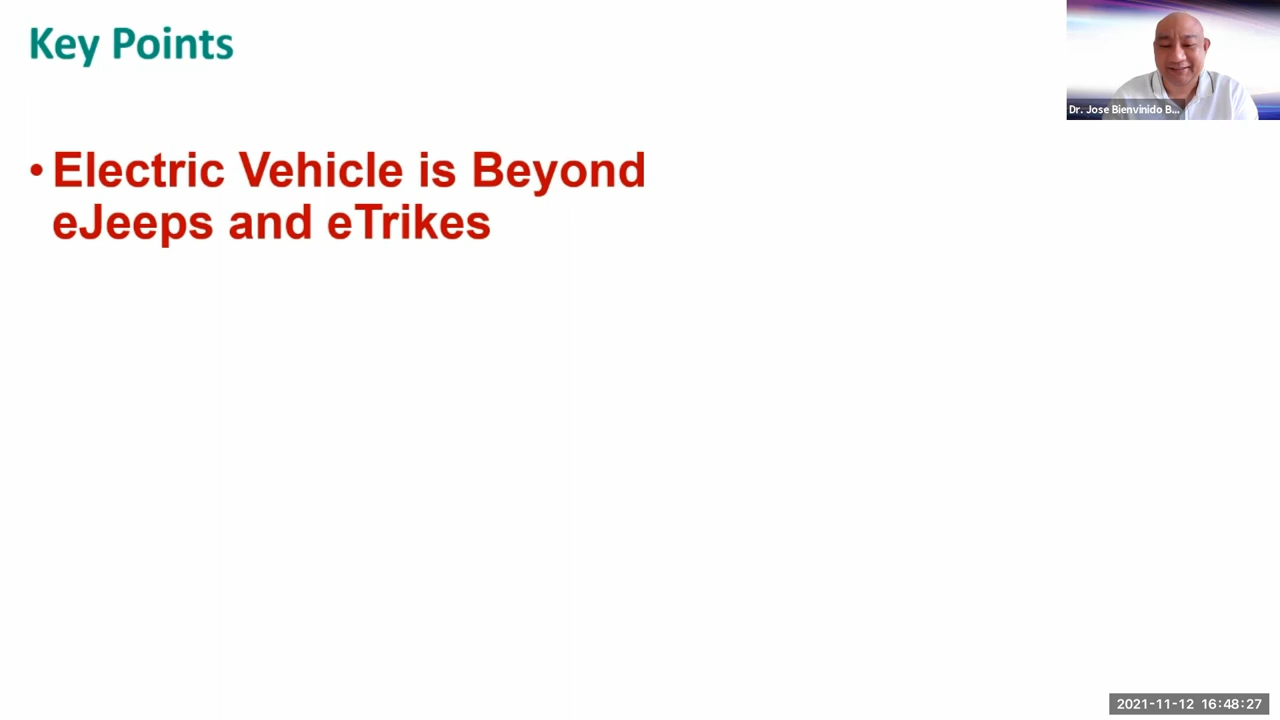 Key Points
Dr. Jose Bienvinido B...
• Electric Vehicle is Beyond
eJeeps and eTrikes
2021-11-12 16:48:27